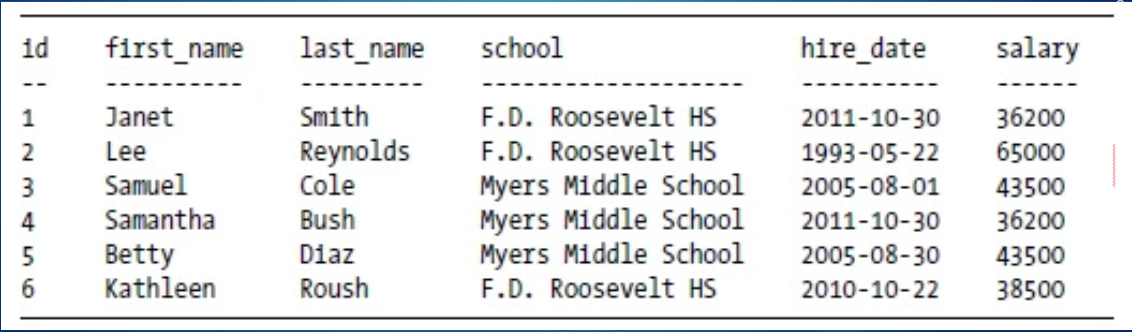 id first_name last_name school hire_date salary
-- ---------- --------- ------------------- ---------- ------
1 Janet Smith F.D. Roosevelt HS 2011-10-30 36200
2 Lee Reynolds F.D. Roosevelt HS 1993-05-22 65000
3 Samuel Cole Myers Middle School 2005-08-01 43500
4 Samantha Bush Myers Middle School 2011-10-30 36200
5 Betty Diaz Myers Middle School 2005-08-30 43500
6 Kathleen Roush F.D. Roosevelt HS 2010-10-22 38500